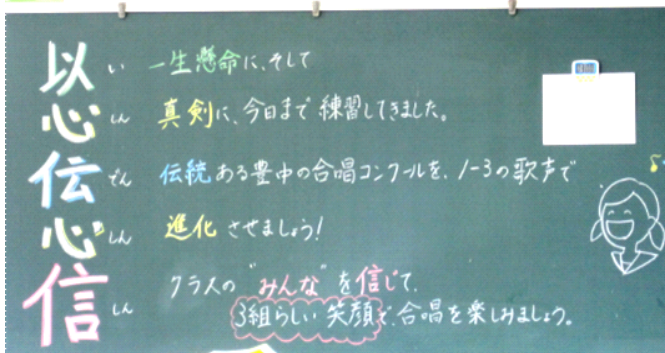 以 い 一生懸命に、そして
心 しん 真剣に、今日まで練習してきました。
伝 でん 伝統ある豊中の合唱コンクールを、1-3の歌声で
心 しん 進化させましょう!
信 しん クラスの"みんな"を信じて、
3組らしい笑顔で、合唱を楽しみましょう。